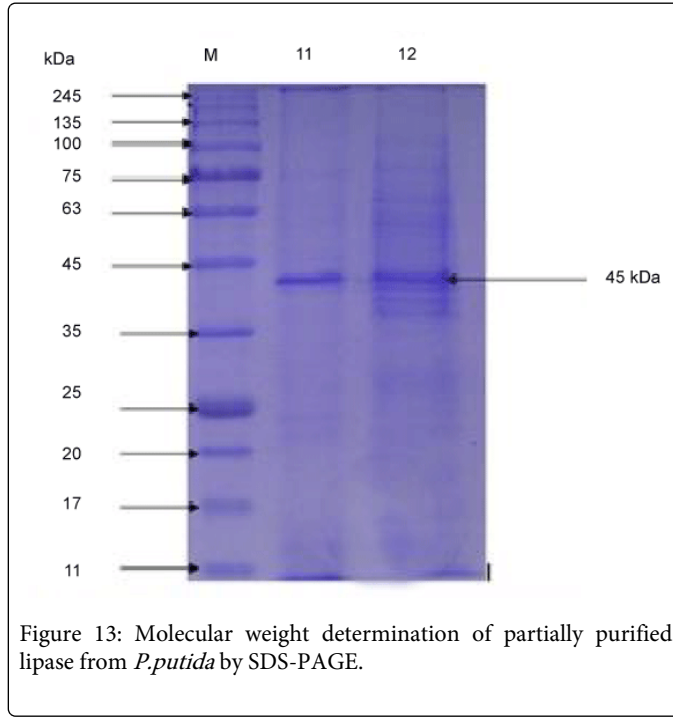 kDa M 11 12
245
135
100
75
63
45
45 kDa
35
25
20
17
11
Figure 13: Molecular weight determination of partially purified
lipase from P.putida by SDS-PAGE.